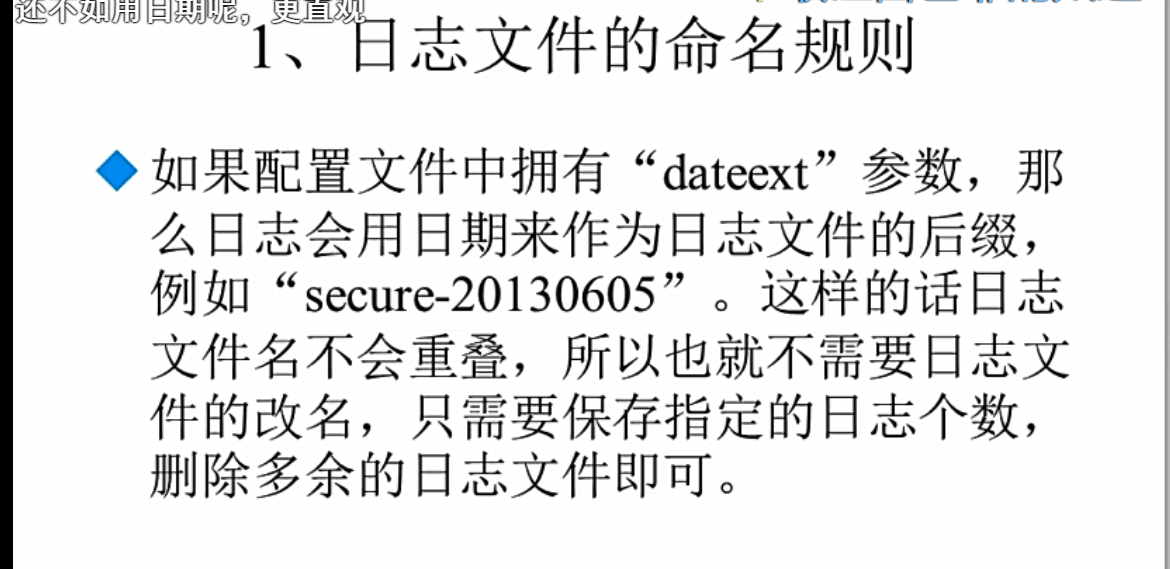 还不如用日期呢，更直观
1、日志文件的命名规则
如果配置文件中拥有“dateext”参数，那
么日志会用日期来作为日志文件的后缀，
例如“secure-20130605”。这样的话日志
文件名不会重叠，所以也就不需要日志文
件的改名，只需要保存指定的日志个数，
删除多余的日志文件即可。